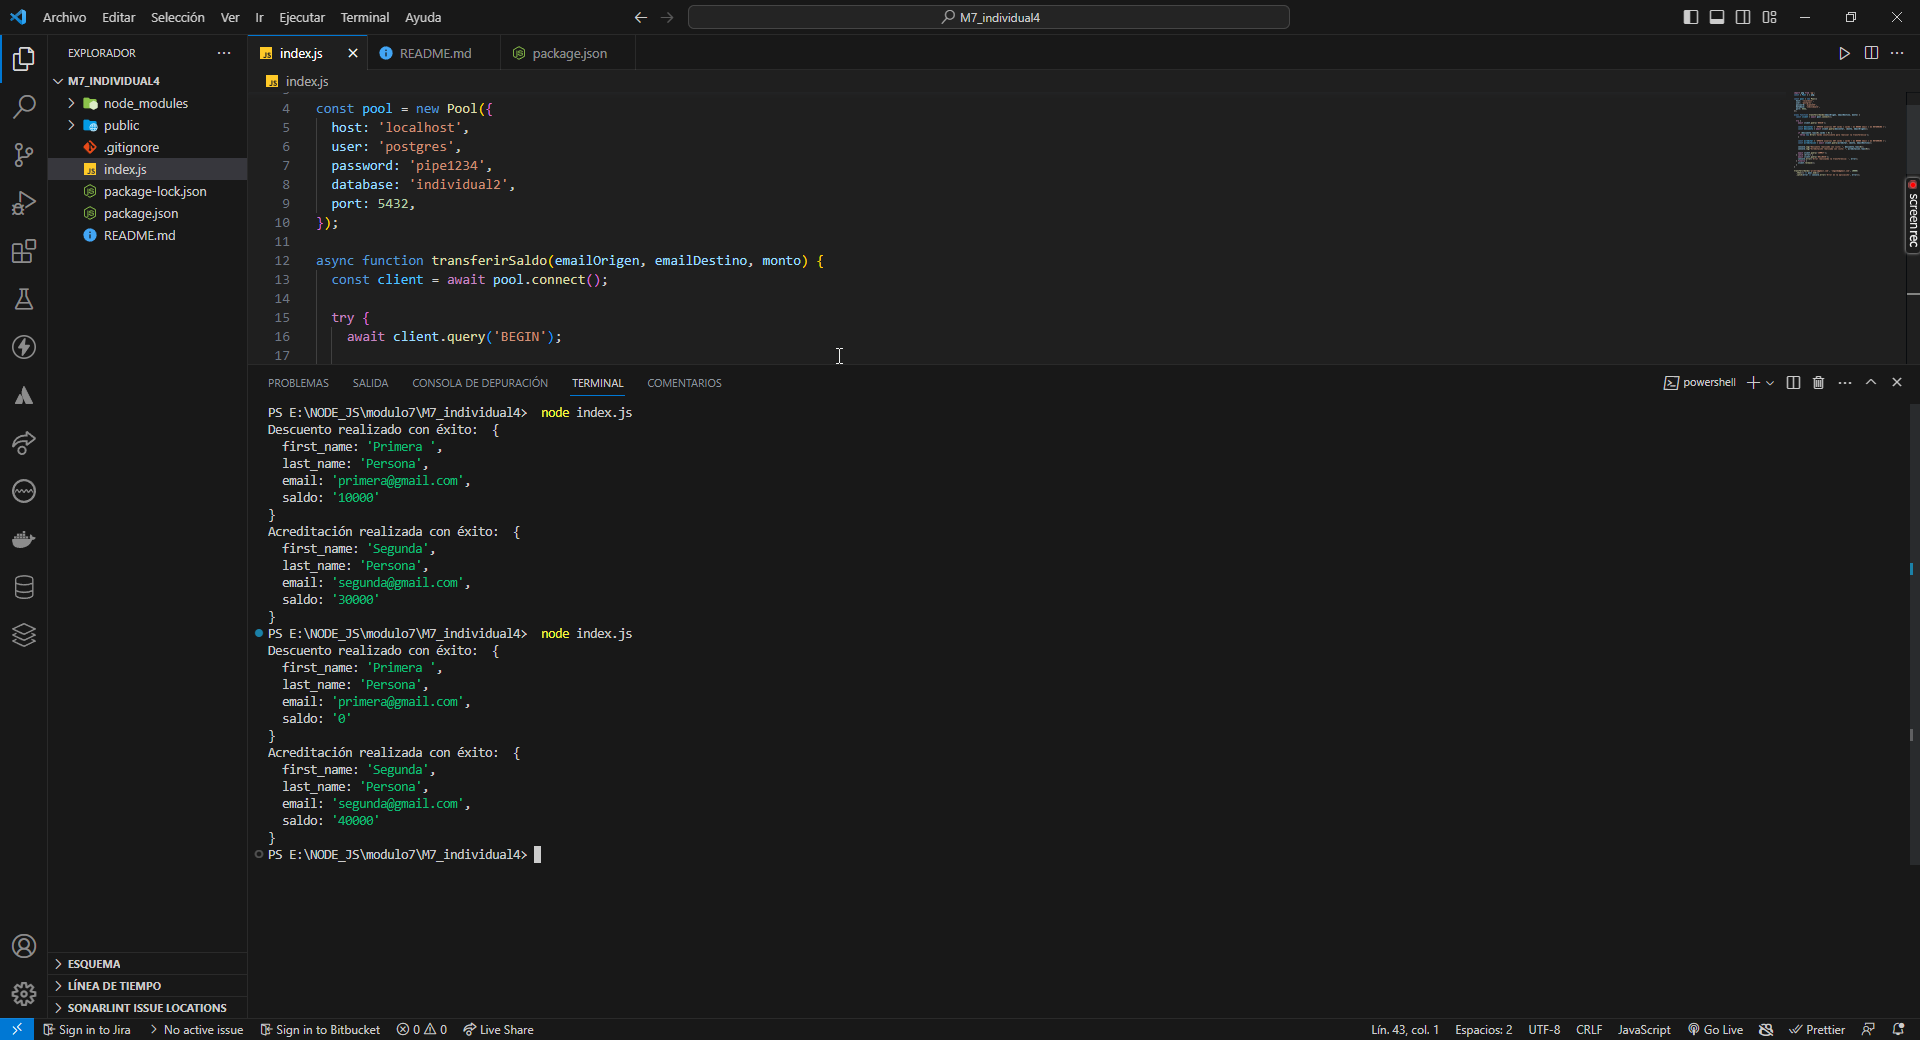 Archivo Editar Selección Ver Ir Ejecutar Terminal Ayuda
M7_individual4
EXPLORADOR
M7_INDIVIDUAL4
node_modules
public
.gitignore
index.js
package-lock.json
package.json
README.md
ESQUEMA
LÍNEA DE TIEMPO
SONARLINT ISSUE LOCATIONS
index.js README.md package.json
index.js
4 const pool = new Pool({
5 host: 'localhost',
6 user: 'postgres',
7 password: 'pipe1234',
8 database: 'individual2',
9 port: 5432,
10 });
11
12 async function transferirSaldo(emailOrigen, emailDestino, monto) {
13 const client = await pool.connect();
14
15 try {
16 await client.query('BEGIN');
17
screenrec
PROBLEMAS SALIDA CONSOLA DE DEPURACIÓN TERMINAL COMENTARIOS
powershell
PS E:\NODE_JS\modulo7\M7_individual4> node index.js
Descuento realizado con éxito: {
first_name: 'Primera ',
last_name: 'Persona',
email: 'primera@gmail.com',
saldo: '10000'
}
Acreditación realizada con éxito: {
first_name: 'Segunda',
last_name: 'Persona',
email: 'segunda@gmail.com',
saldo: '30000'
}
PS E:\NODE_JS\modulo7\M7_individual4> node index.js
Descuento realizado con éxito: {
first_name: 'Primera ',
last_name: 'Persona',
email: 'primera@gmail.com',
saldo: '0'
}
Acreditación realizada con éxito: {
first_name: 'Segunda',
last_name: 'Persona',
email: 'segunda@gmail.com',
saldo: '40000'
}
PS E:\NODE_JS\modulo7\M7_individual4>
Sign in to Jira No active issue Sign in to Bitbucket 0 0 Live Share
Lín. 43, col. 1 Espacios: 2 UTF-8 CRLF JavaScript Go Live Prettier